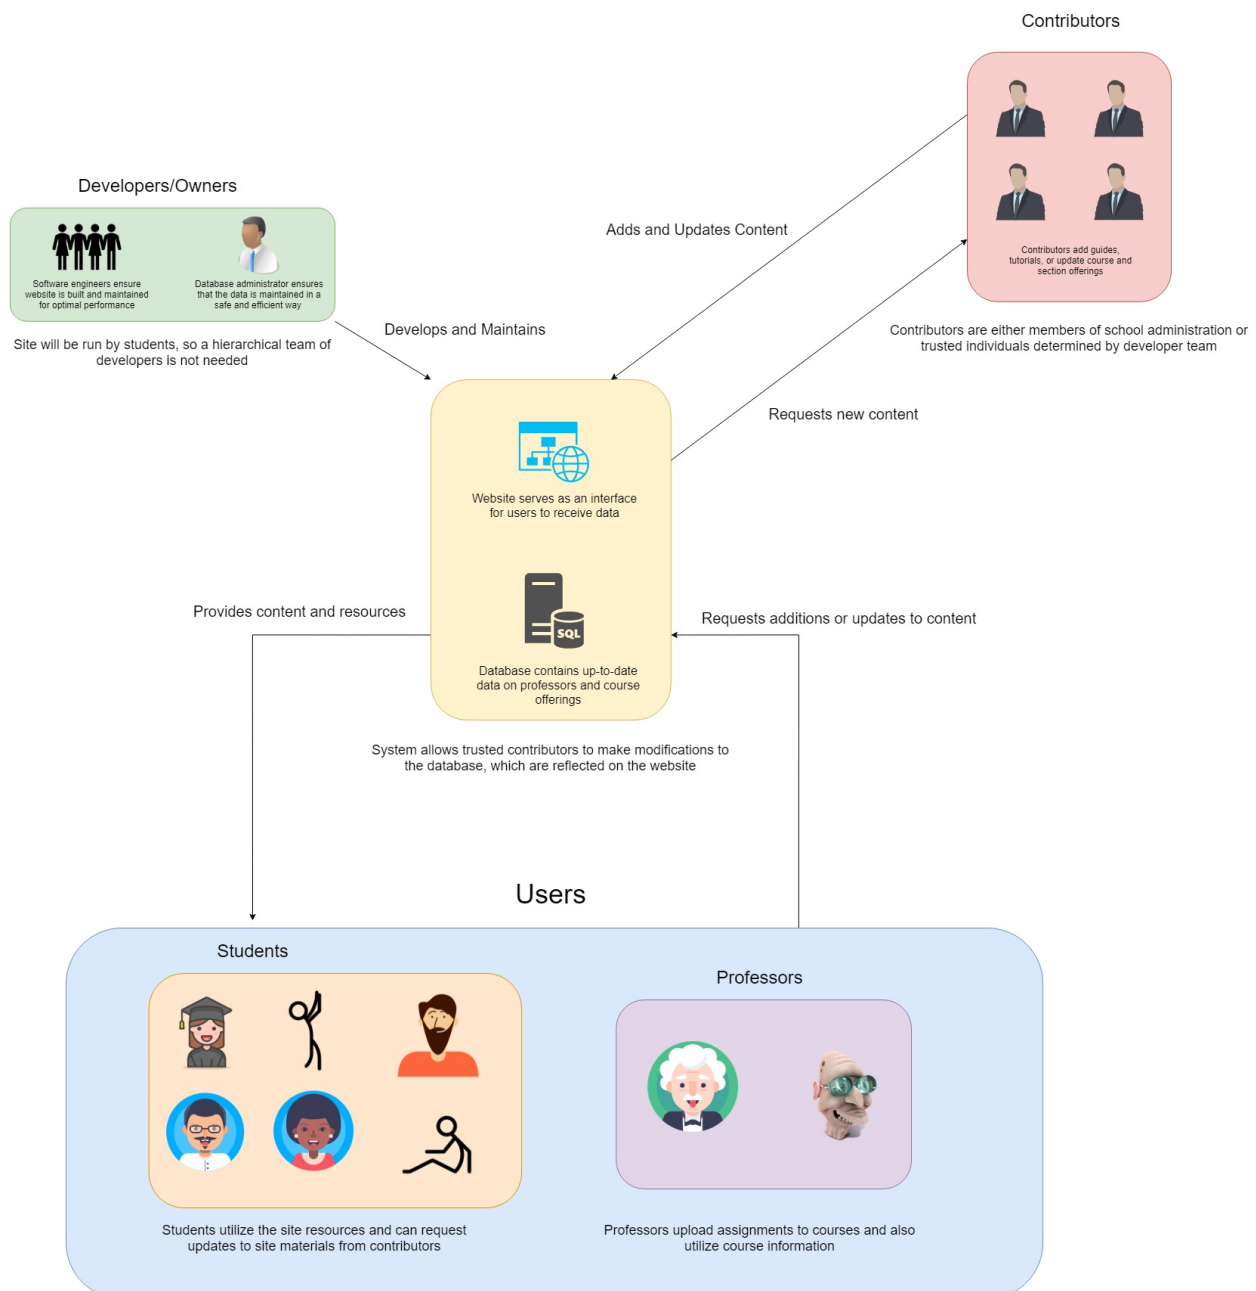 Contributors
Contributors add guides,
tutorials, or update course and
section offerings
Contributors are either members of school administration or
trusted individuals determined by developer team
Developers/Owners
Software engineers ensure
website is built and maintained
for optimal performance
Database administrator ensures
that the data is maintained in a
safe and efficient way
Site will be run by students, so a hierarchical team of
developers is not needed
Adds and Updates Content
Develops and Maintains
Requests new content
Website serves as an interface
for users to receive data
SQL
Database contains up-to-date
data on professors and course
offerings
Provides content and resources
Requests additions or updates to content
System allows trusted contributors to make modifications to
the database, which are reflected on the website
Users
Students
Students utilize the site resources and can request
updates to site materials from contributors
Professors
Professors upload assignments to courses and also
utilize course information